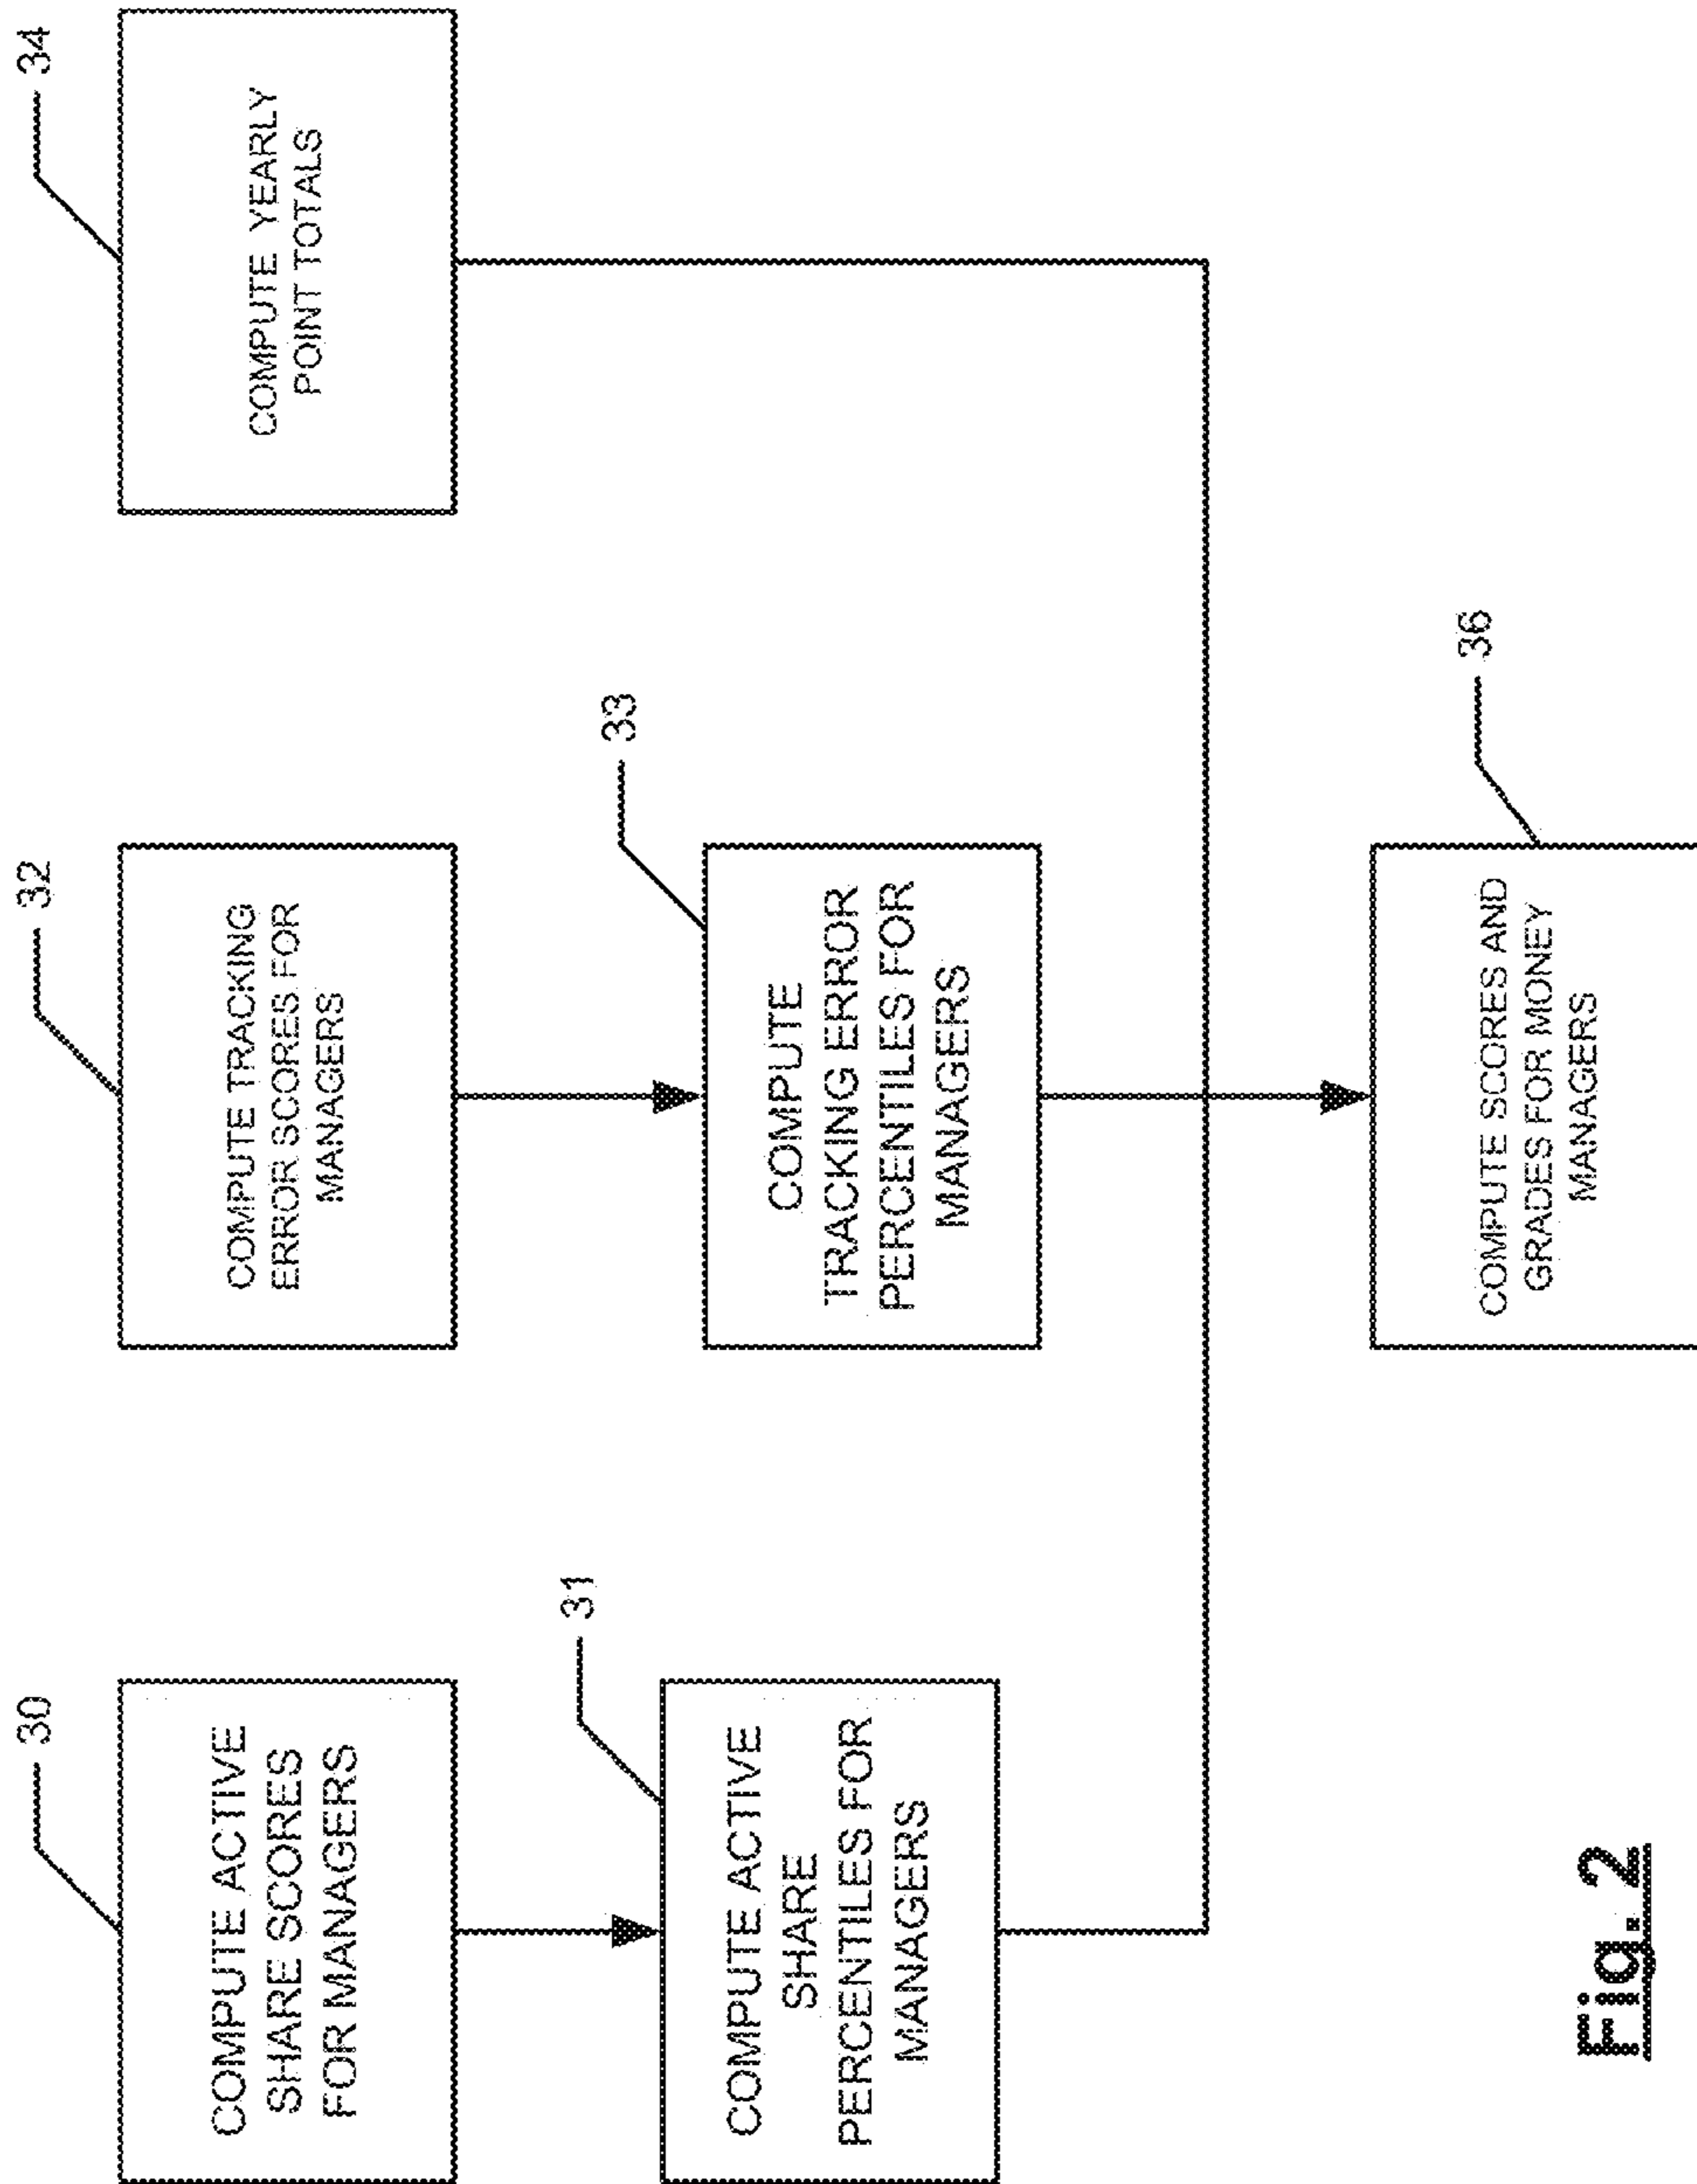 30
COMPUTE ACTIVE
SHARE SCORES
FOR MANAGERS
32
COMPUTE TRACKING
ERROR SCORES FOR
MANAGERS
34
COMPUTE YEARLY
POINT TOTALS
31
COMPUTE ACTIVE
SHARE
PERCENTILES FOR
MANAGERS
33
COMPUTE
TRACKING ERROR
PERCENTILES FOR
MANAGERS
36
COMPUTE SCORES AND
GRADES FOR MONEY
MANAGERS
Fig.2